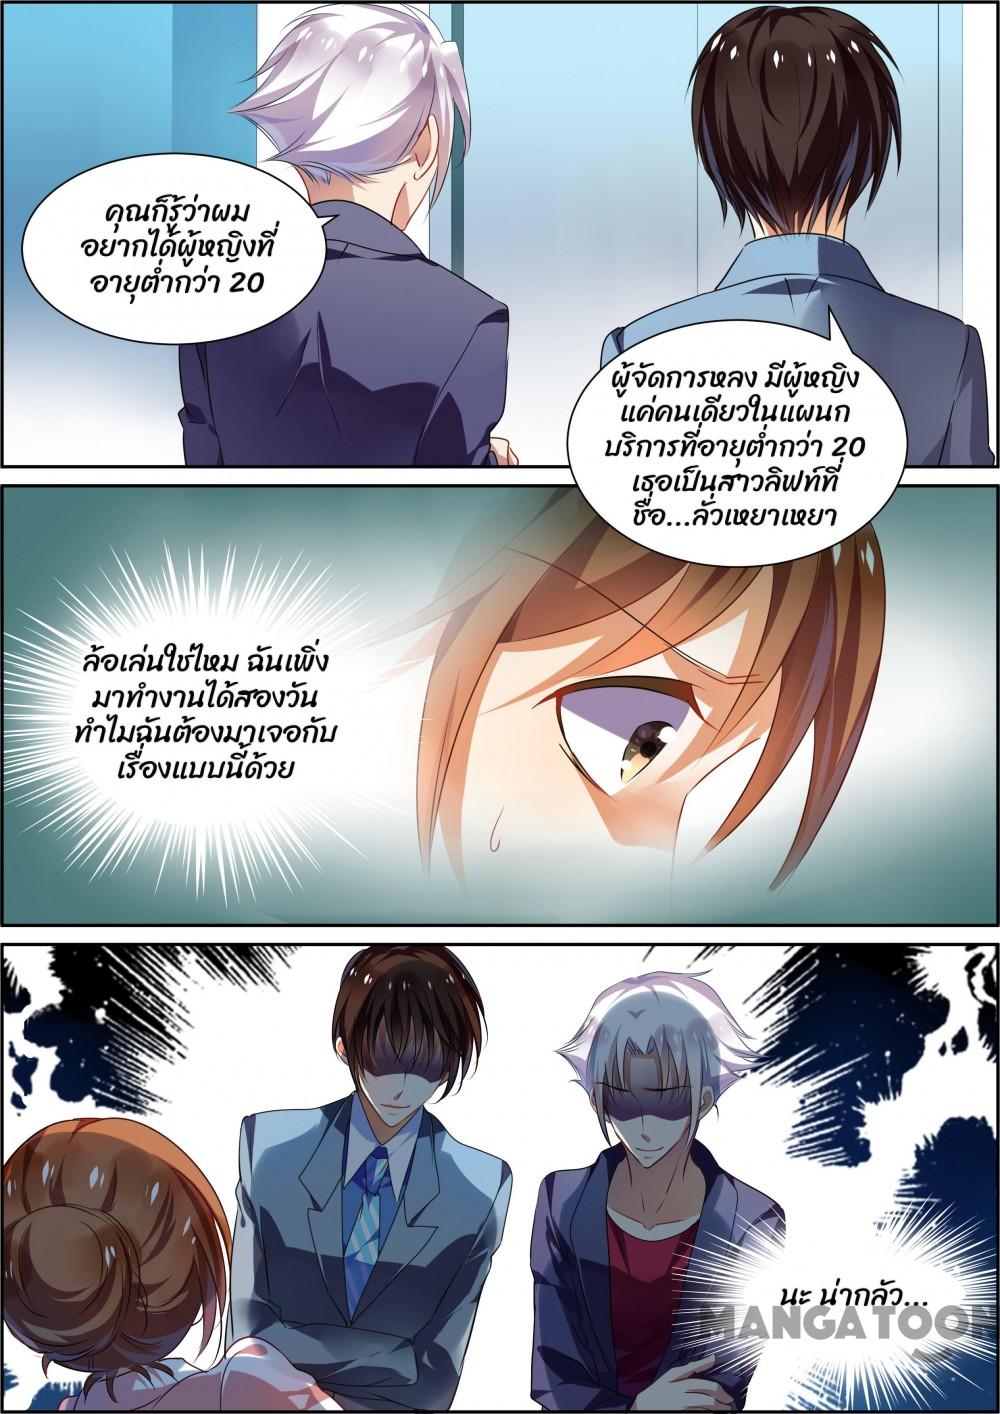 คุณก็รู้ว่าผม
อยากได้ผู้หญิงที่
อายุต่ำกว่า 20
ผู้จัดการหลง มีผู้หญิง
แค่คนเดียวในแผนก
บริการที่อายุต่ำกว่า 20
เธอเป็นสาวลิฟท์ที่
ชื่อ...ลั่วเหยาเหยา
ล้อเล่นใช่ไหม ฉันเพิ่ง
มาทำงานได้สองวัน
ทำไมฉันต้องมาเจอกับ
เรื่องแบบนี้ด้วย
นะ น่ากลัว...
MANGATOON